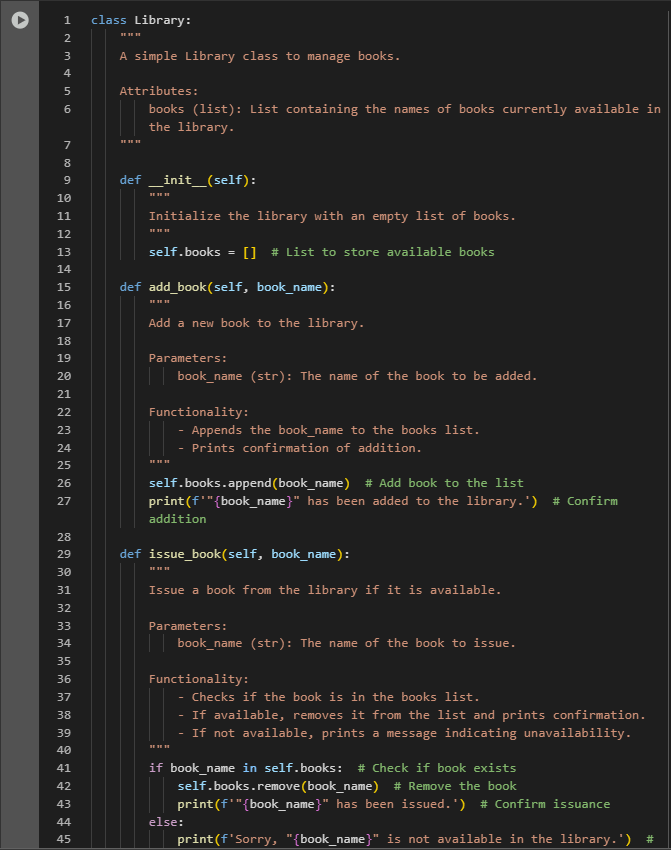 1 class Library:
2 """
3 A simple Library class to manage books.
4
5 Attributes:
6 books (list): List containing the names of books currently available in
the library.
7 """
8
9 def __init__(self):
10 """
11 Initialize the library with an empty list of books.
12 """
13 self.books = []  # List to store available books
14
15 def add_book(self, book_name):
16 """
17 Add a new book to the library.
18
19 Parameters:
20 book_name (str): The name of the book to be added.
21
22 Functionality:
23 - Appends the book_name to the books list.
24 - Prints confirmation of addition.
25 """
26 self.books.append(book_name)  # Add book to the list
27 print(f'"{book_name}" has been added to the library.')  # Confirm
addition
28
29 def issue_book(self, book_name):
30 """
31 Issue a book from the library if it is available.
32
33 Parameters:
34 book_name (str): The name of the book to issue.
35
36 Functionality:
37 - Checks if the book is in the books list.
38 - If available, removes it from the list and prints confirmation.
39 - If not available, prints a message indicating unavailability.
40 """
41 if book_name in self.books:  # Check if book exists
42 self.books.remove(book_name)  # Remove the book
43 print(f'"{book_name}" has been issued.')  # Confirm issuance
44 else:
45 print(f'Sorry, "{book_name}" is not available in the library.')  #